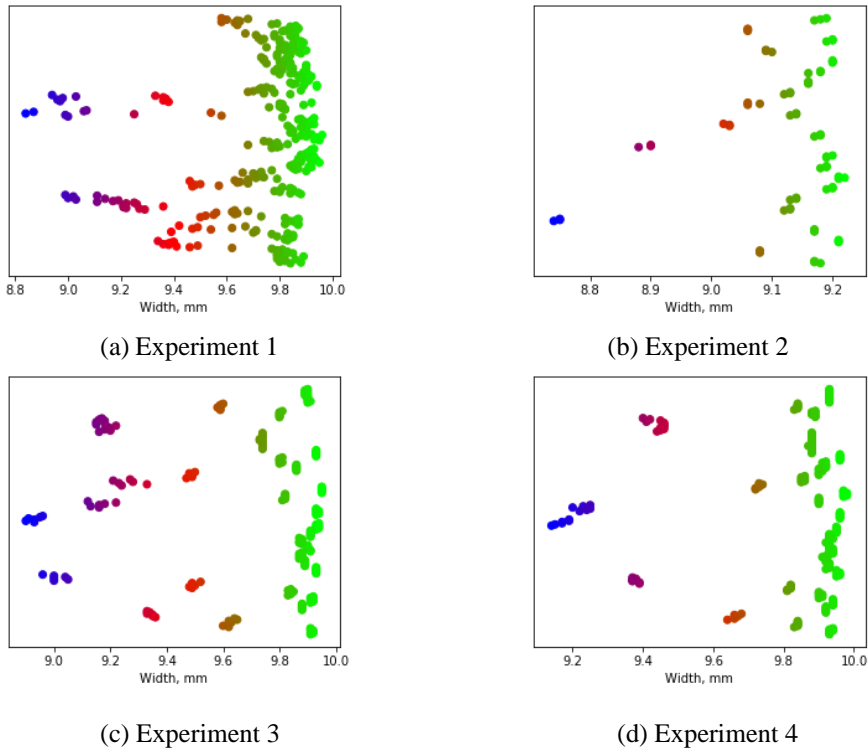 8.8 9.0 9.2 9.4 9.6 9.8 10.0
Width, mm
(a) Experiment 1
8.8 8.9 9.0 9.1 9.2
Width, mm
(b) Experiment 2
9.0 9.2 9.4 9.6 9.8 10.0
Width, mm
(c) Experiment 3
9.2 9.4 9.6 9.8 10.0
Width, mm
(d) Experiment 4